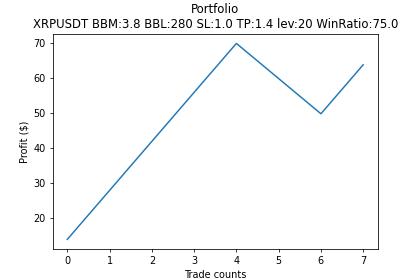 Portfolio
XRPUSDT BBM:3.8 BBL:280 SL:1.0 TP:1.4 lev:20 WinRatio:75.0
70
60
50
40
30
20
Profit ($)
0 1 2 3 4 5 6 7
Trade counts